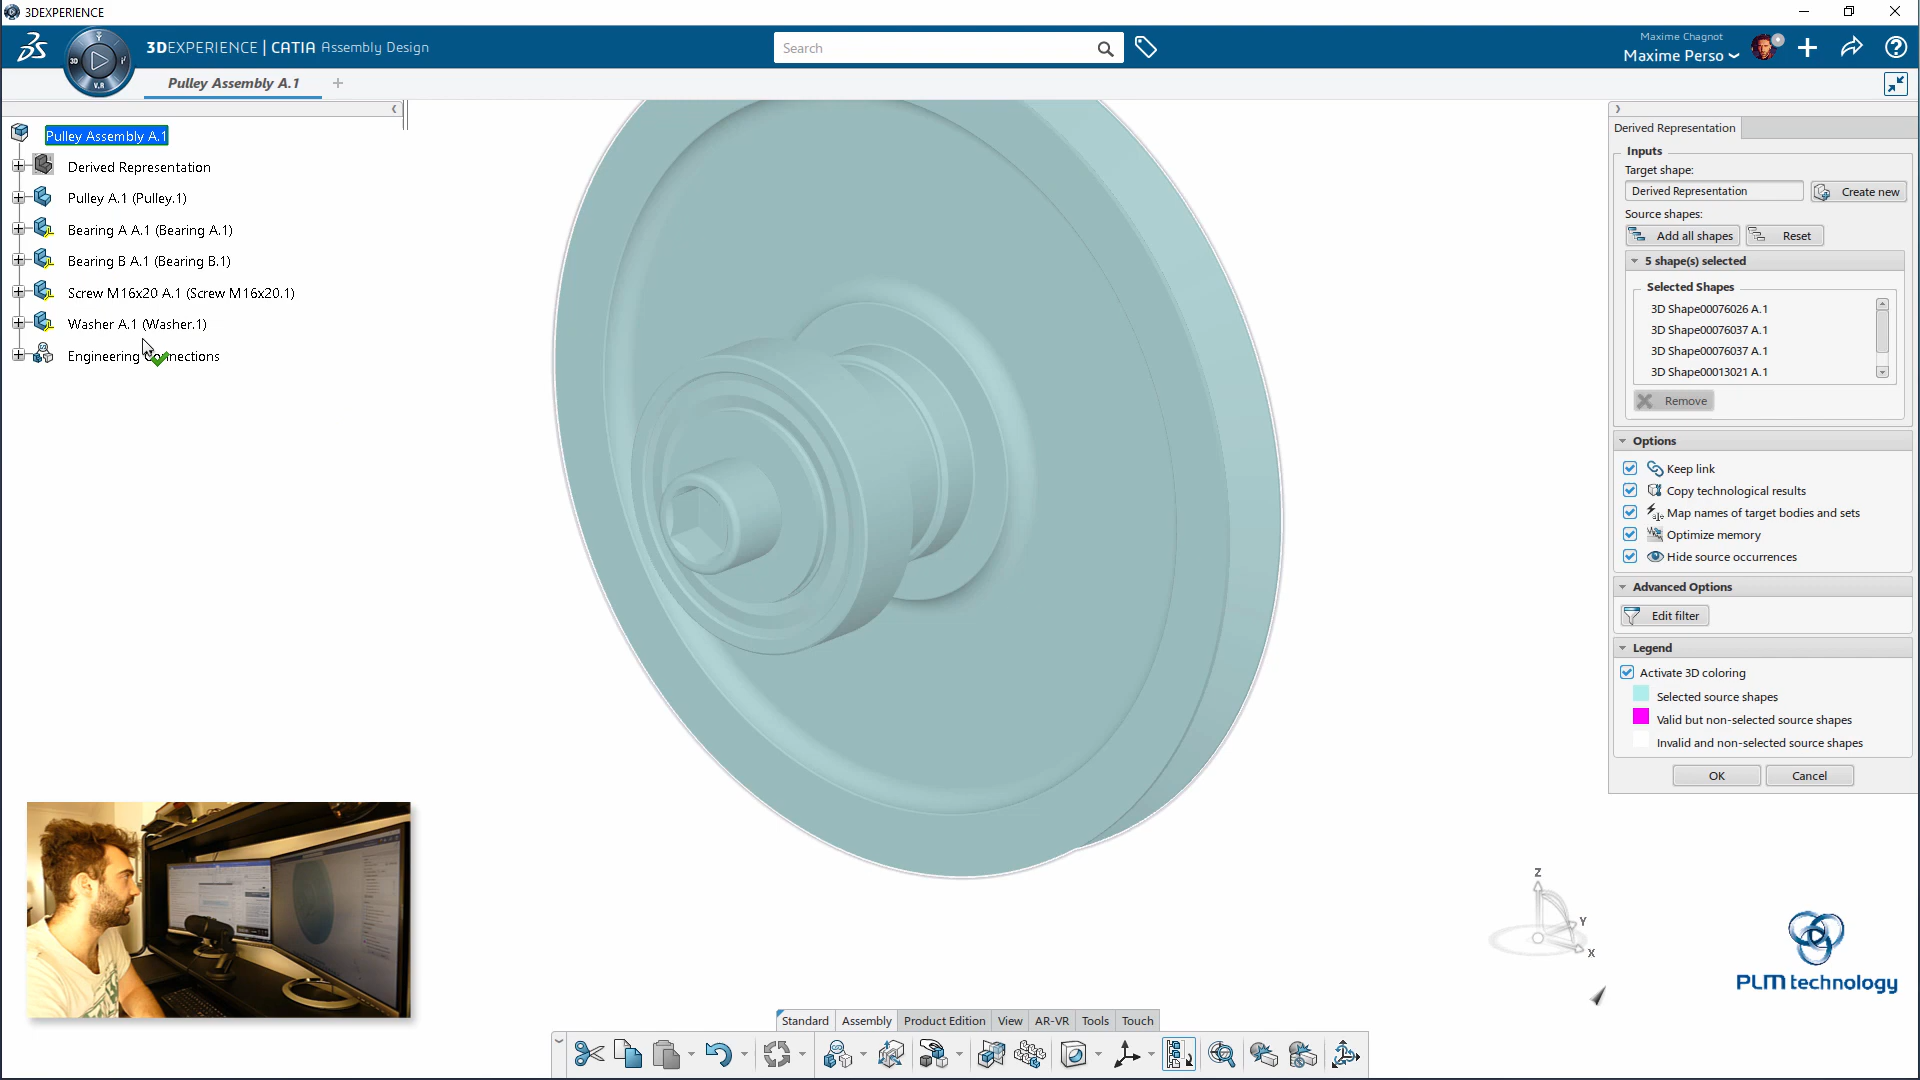 3DEXPERIENCE
3DEXPERIENCE | CATIA Assembly Design
Search
Maxime Chagnot
Maxime Perso
3D
V.R
Pulley Assembly A.1
Pulley Assembly A.1
Derived Representation
Pulley A.1 (Pulley.1)
Bearing A A.1 (Bearing A.1)
Bearing B A.1 (Bearing B.1)
Screw M16x20 A.1 (Screw M16x20.1)
Washer A.1 (Washer.1)
Engineering Connections
Derived Representation
Inputs
Target shape:
Derived Representation
Create new
Source shapes:
Add all shapes
Reset
5 shape(s) selected
Selected Shapes
3D Shape00076026 A.1
3D Shape00076037 A.1
3D Shape00076037 A.1
3D Shape00013021 A.1
Remove
Options
Keep link
Copy technological results
Map names of target bodies and sets
Optimize memory
Hide source occurrences
Advanced Options
Edit filter
Legend
Activate 3D coloring
Selected source shapes
Valid but non-selected source shapes
Invalid and non-selected source shapes
OK
Cancel
Z
Y
X
PLM technology
Standard
Assembly
Product Edition
View
AR-VR
Tools
Touch